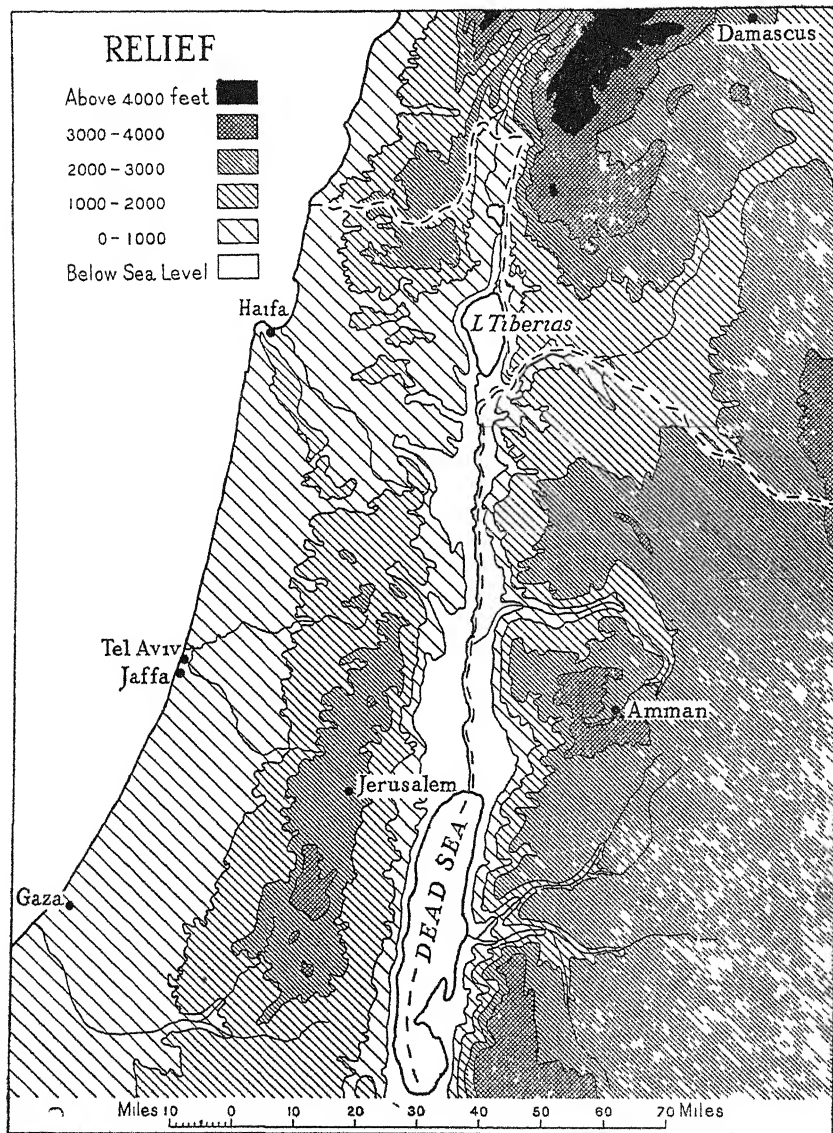 RELIEF
Above 4000 feet
3000-4000
2000-3000
1000-2000
0-1000
Below Sea Level
Damascus
Haifa
L Tiberias
Tel Aviv
Jaffa
Amman
Jerusalem
DEAD SEA
Gaza
Miles 10 0 10 20 30 40 50 60 70 Miles